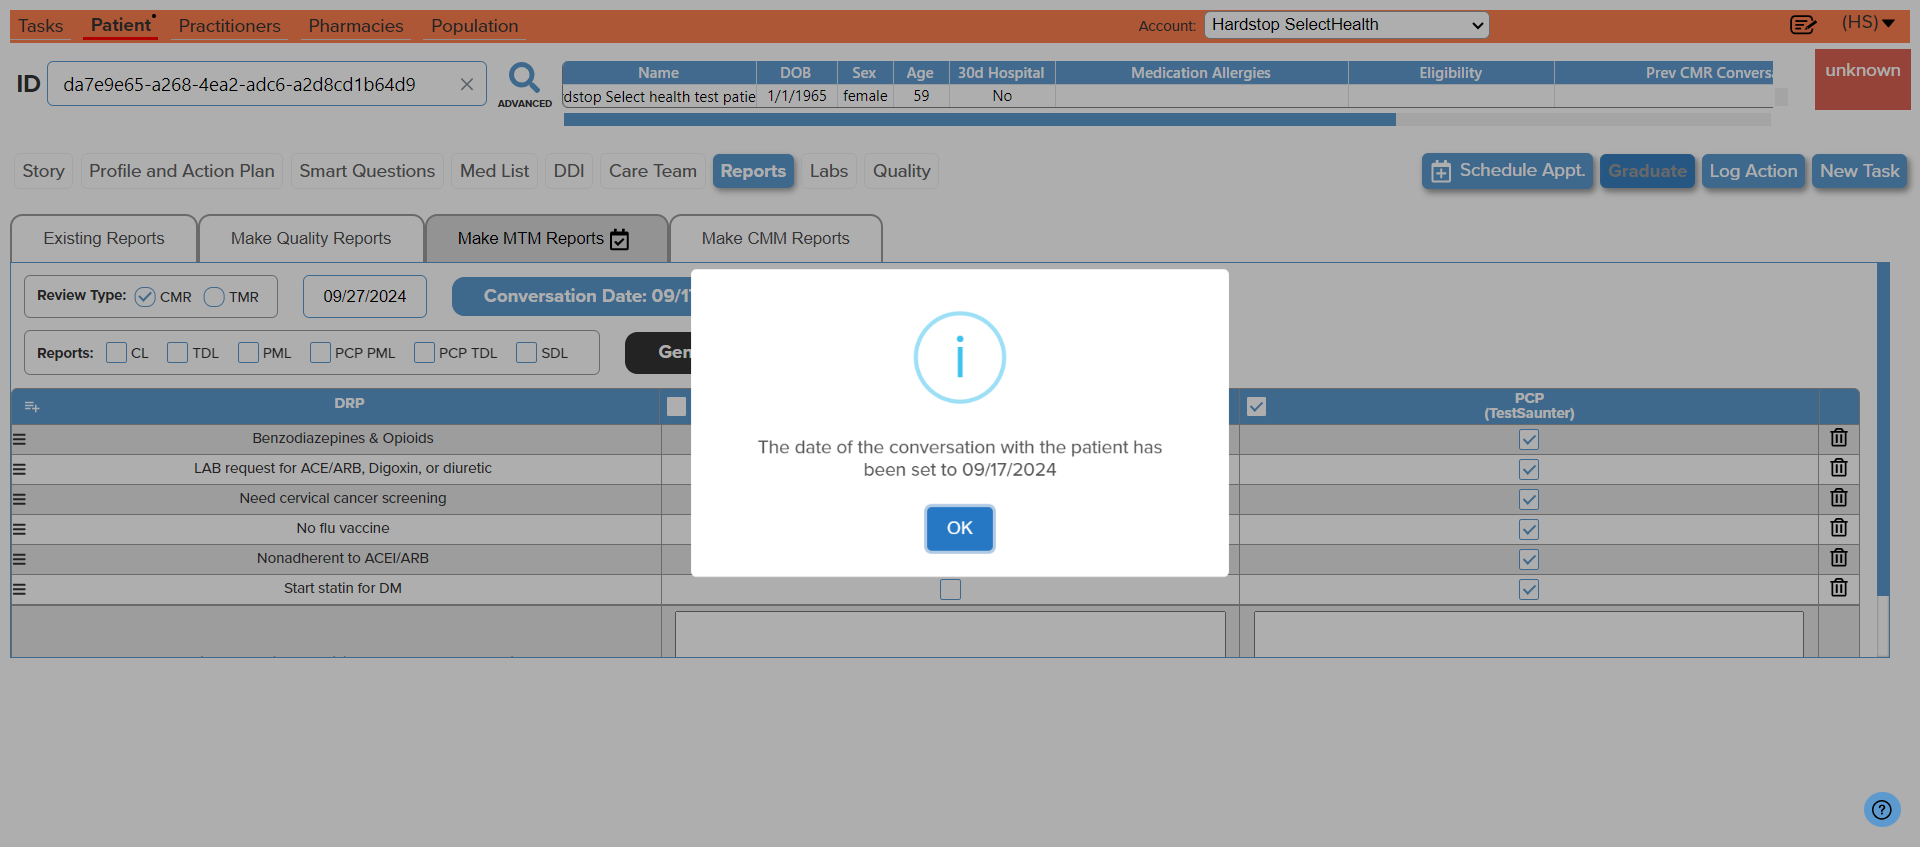 Tasks
Patient
Practitioners
Pharmacies
Population
Account:
Hardstop SelectHealth
(HS)
ID
da7e9e65-a268-4ea2-adc6-a2d8cd1b64d9
ADVANCED
Name DOB Sex Age 30d Hospital Medication Allergies Eligibility Prev CMR Convers
dstop Select health test patie 1/1/1965 female 59 No
unknown
Story
Profile and Action Plan
Smart Questions
Med List
DDI
Care Team
Reports
Labs
Quality
Schedule Appt.
Graduate
Log Action
New Task
Existing Reports
Make Quality Reports
Make MTM Reports
Make CMM Reports
Review Type: CMR TMR
09/27/2024
Conversation Date: 09/1
Reports: CL TDL PML PCP PML PCP TDL SDL
Gen
DRP
PCP
(TestSaunter)
Benzodiazepines & Opioids
LAB request for ACE/ARB, Digoxin, or diuretic
Need cervical cancer screening
No flu vaccine
Nonadherent to ACEI/ARB
Start statin for DM
i
The date of the conversation with the patient has
been set to 09/17/2024
OK
?